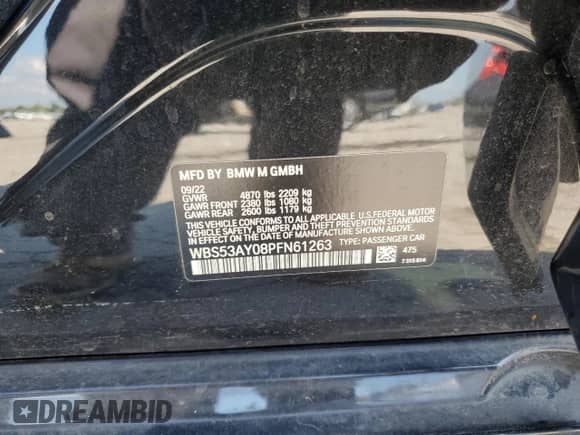 MFD BY BMW M GMBH
09/22
GVWR 4870 lbs 2209 kg
GAWR FRONT 2380 lbs 1080 kg
GAWR REAR 2600 lbs 1179 kg
THIS VEHICLE CONFORMS TO ALL APPLICABLE U.S.FEDERAL MOTOR
VEHICLE SAFETY, BUMPER, AND THEFT PREVENTION STANDARDS
IN EFFECT ON THE DATE OF MANUFACTURE SHOWN ABOVE.
WBS53AY08PFN61263 TYPE: PASSENGER CAR
475
DREAMBID